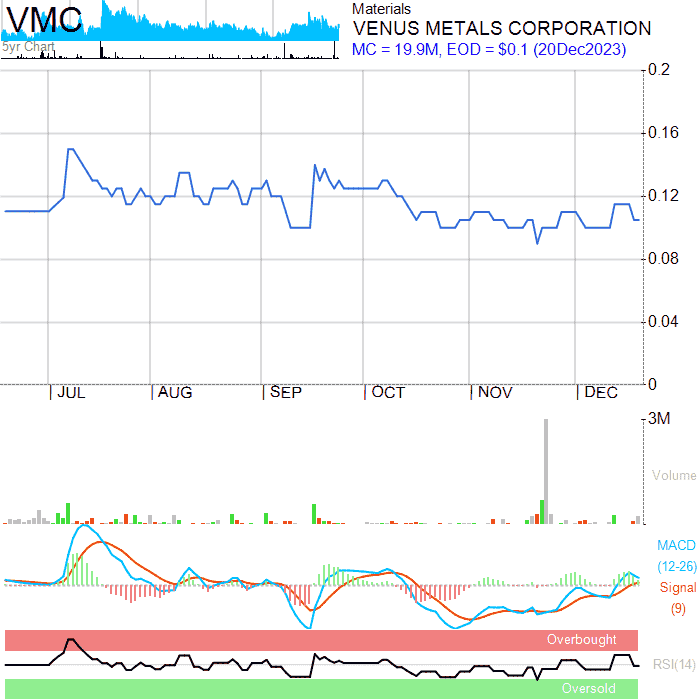 VMC
5yr Chart
Materials
VENUS METALS CORPORATION
MC = 19.9M, EOD = $0.1 (20Dec2023)
0.2
0.16
0.12
0.08
0.04
0
JUL AUG SEP OCT NOV DEC
3M
Volume
MACD
(12-26)
Signal
(9)
Overbought
RSI(14)
Oversold